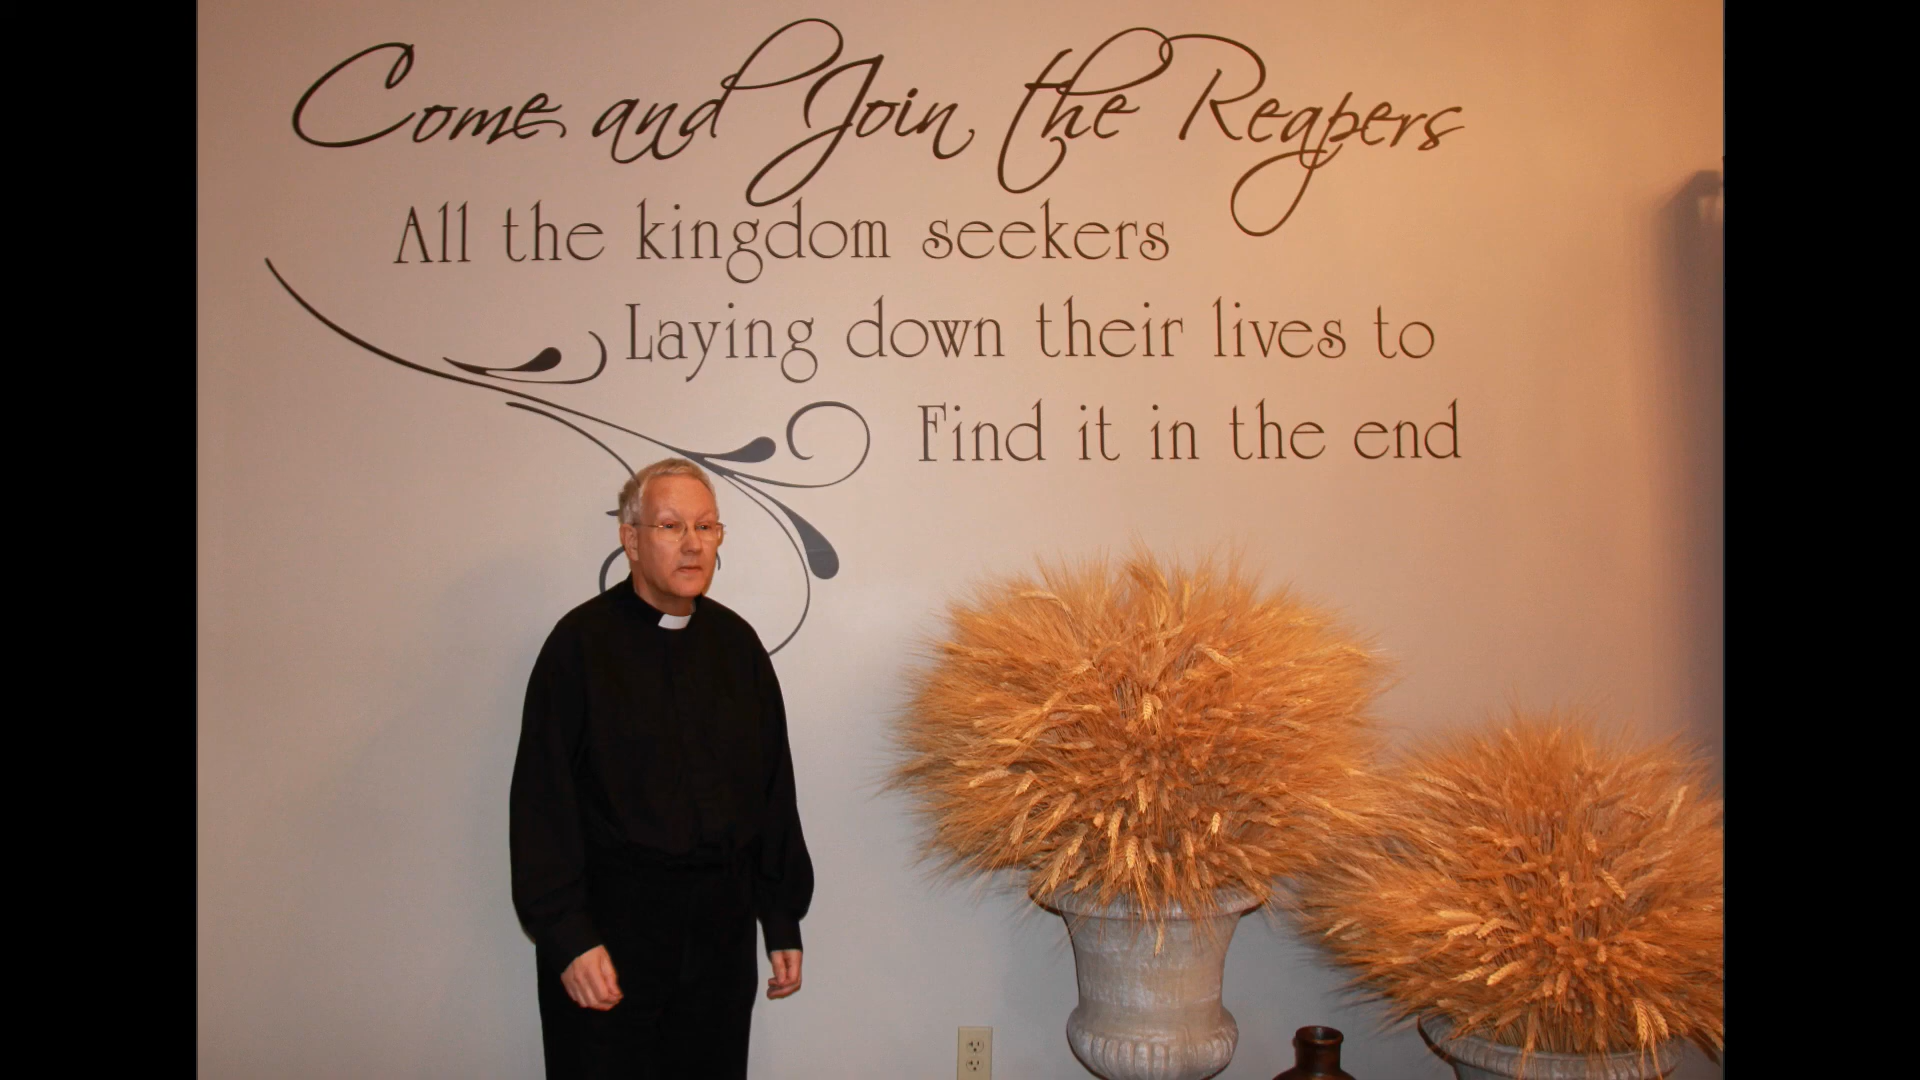 Come and Join the Reapers
All the kingdom seekers
Laying down their lives to
Find it in the end